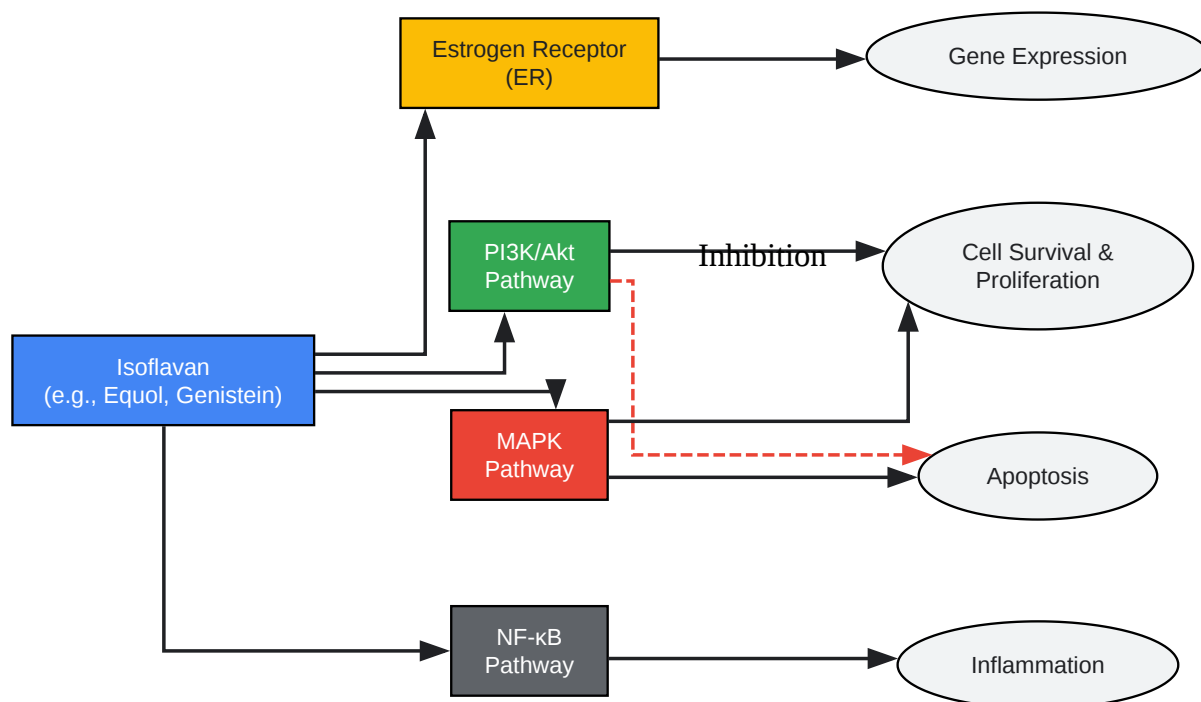 Estrogen Receptor
(ER)
Gene Expression
PI3K/Akt
Pathway
Inhibition
Cell Survival &
Proliferation
Isoflavan
(e.g., Equol, Genistein)
MAPK
Pathway
Apoptosis
NF-κB
Pathway
Inflammation